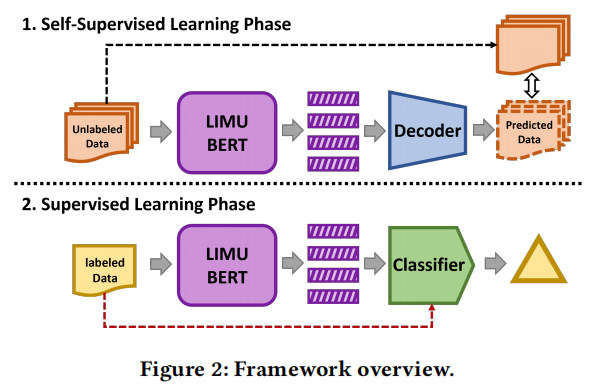 1. Self-Supervised Learning Phase
Unlabeled
Data
LIMU
BERT
Decoder
Predicted
Data
2. Supervised Learning Phase
labeled
Data
LIMU
BERT
Classifier
Figure 2: Framework overview.